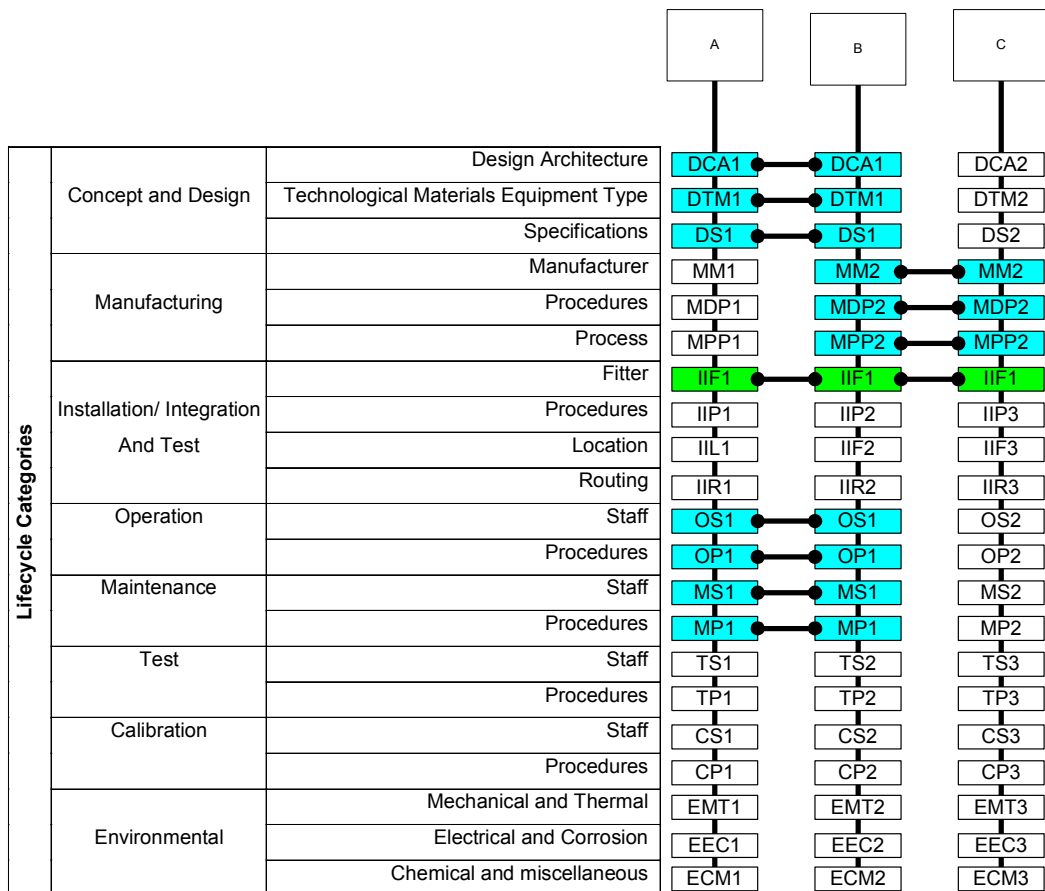 A B C
Lifecycle Categories
Concept and Design
Design Architecture DCA1 DCA1 DCA2
Technological Materials Equipment Type DTM1 DTM1 DTM2
Specifications DS1 DS1 DS2
Manufacturing
Manufacturer MM1 MM2 MM2
Procedures MDP1 MDP2 MDP2
Process MPP1 MPP2 MPP2
Installation/ Integration
And Test
Fitter IIF1 IIF1 IIF1
Procedures IIP1 IIP2 IIP3
Location IIL1 IIF2 IIF3
Routing IIR1 IIR2 IIR3
Operation
Staff OS1 OS1 OS2
Procedures OP1 OP1 OP2
Maintenance
Staff MS1 MS1 MS2
Procedures MP1 MP1 MP2
Test
Staff TS1 TS2 TS3
Procedures TP1 TP2 TP3
Calibration
Staff CS1 CS2 CS3
Procedures CP1 CP2 CP3
Environmental
Mechanical and Thermal EMT1 EMT2 EMT3
Electrical and Corrosion EEC1 EEC2 EEC3
Chemical and miscellaneous ECM1 ECM2 ECM3